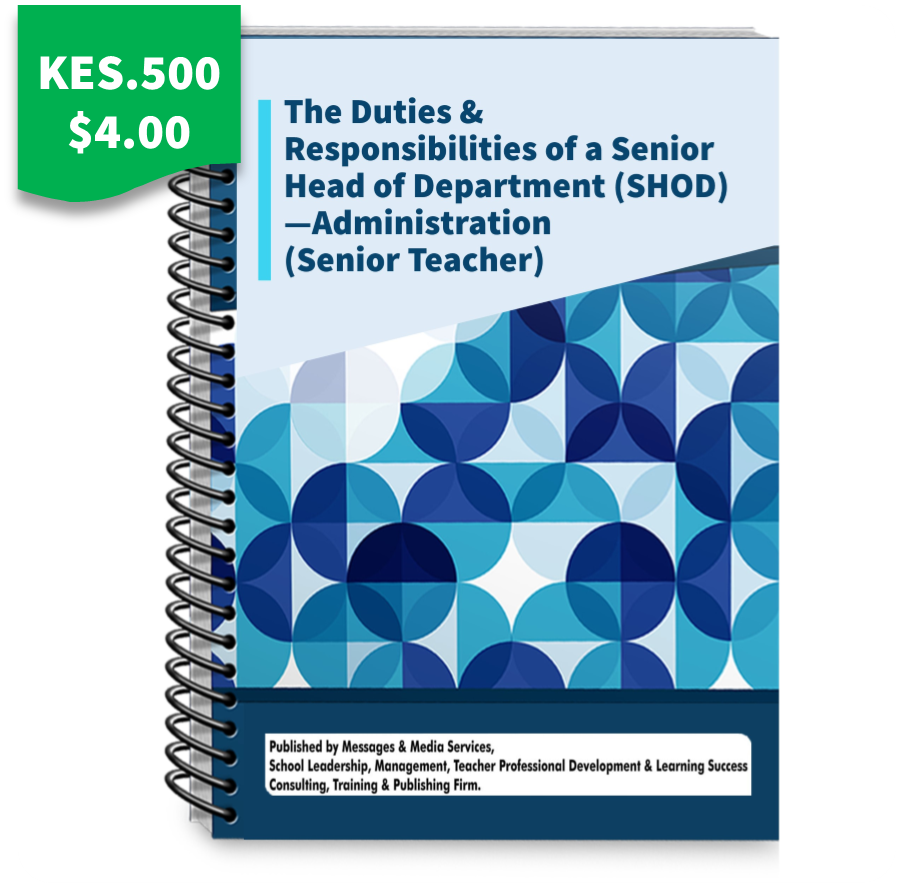 KES.500
$4.00
The Duties &
Responsibilities of a Senior
Head of Department (SHOD)
—Administration
(Senior Teacher)
Published by Messages & Media Services,
School Leadership, Management, Teacher Professional Development & Learning Success
Consulting, Training & Publishing Firm.